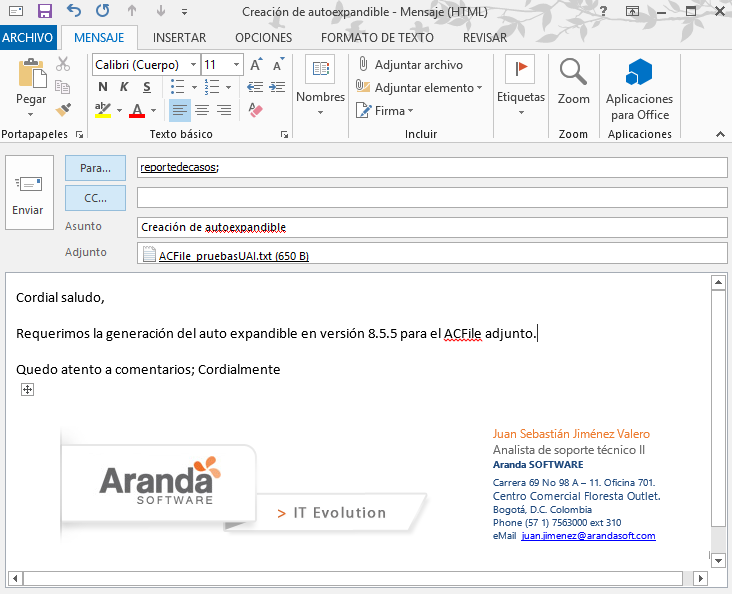 Creación de autoexpandible - Mensaje (HTML)
ARCHIVO MENSAJE INSERTAR OPCIONES FORMATO DE TEXTO REVISAR
Pegar
Portapapeles
Calibri (Cuerpo) 11
N K S
Texto básico
Nombres
Adjuntar archivo
Adjuntar elemento
Firma
Incluir
Etiquetas
Zoom
Zoom
Aplicaciones
para Office
Aplicaciones
Enviar
Para... reportedecasos;
CC...
Asunto Creación de autoexpandible
Adjunto ACFile_pruebasUAI.txt (650 B)
Cordial saludo,
Requerimos la generación del auto expandible en versión 8.5.5 para el ACFile adjunto.
Quedo atento a comentarios; Cordialmente
Aranda
SOFTWARE
> IT Evolution
Juan Sebastián Jiménez Valero
Analista de soporte técnico II
Aranda SOFTWARE
Carrera 69 No 98 A – 11. Oficina 701.
Centro Comercial Floresta Outlet.
Bogotá, D.C. Colombia
Phone (57 1) 7563000 ext 310
eMail juan.jimenez@arandasoft.com